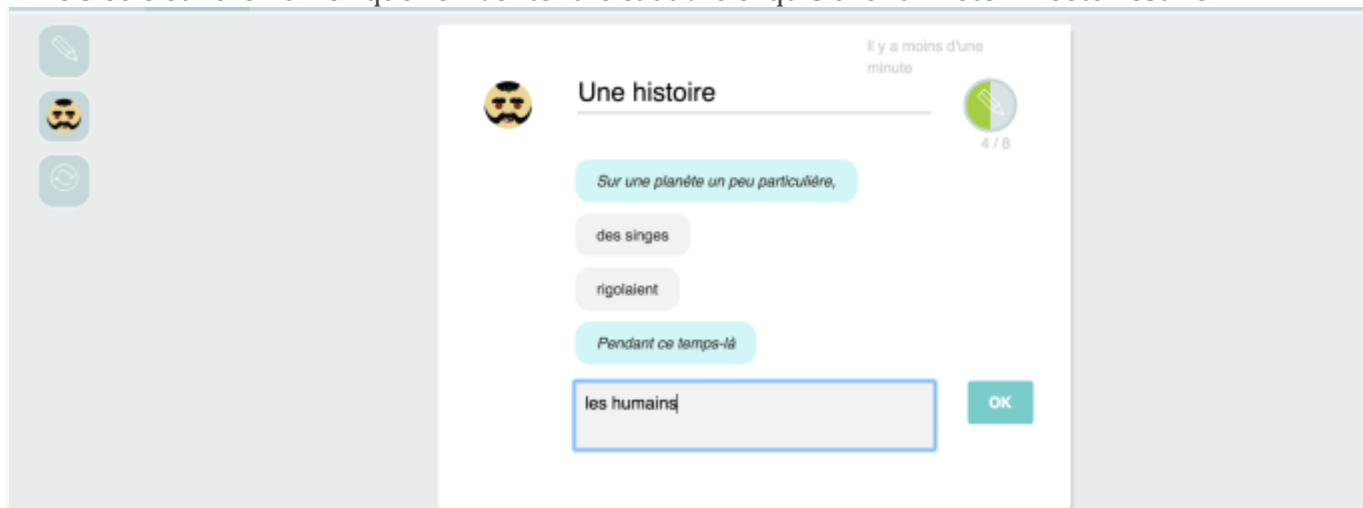 il y a moins d'une
minute
Une histoire
4 / 8
Sur une planète un peu particulière,
des singes
rigolaient
Pendant ce temps-là
les humains
OK